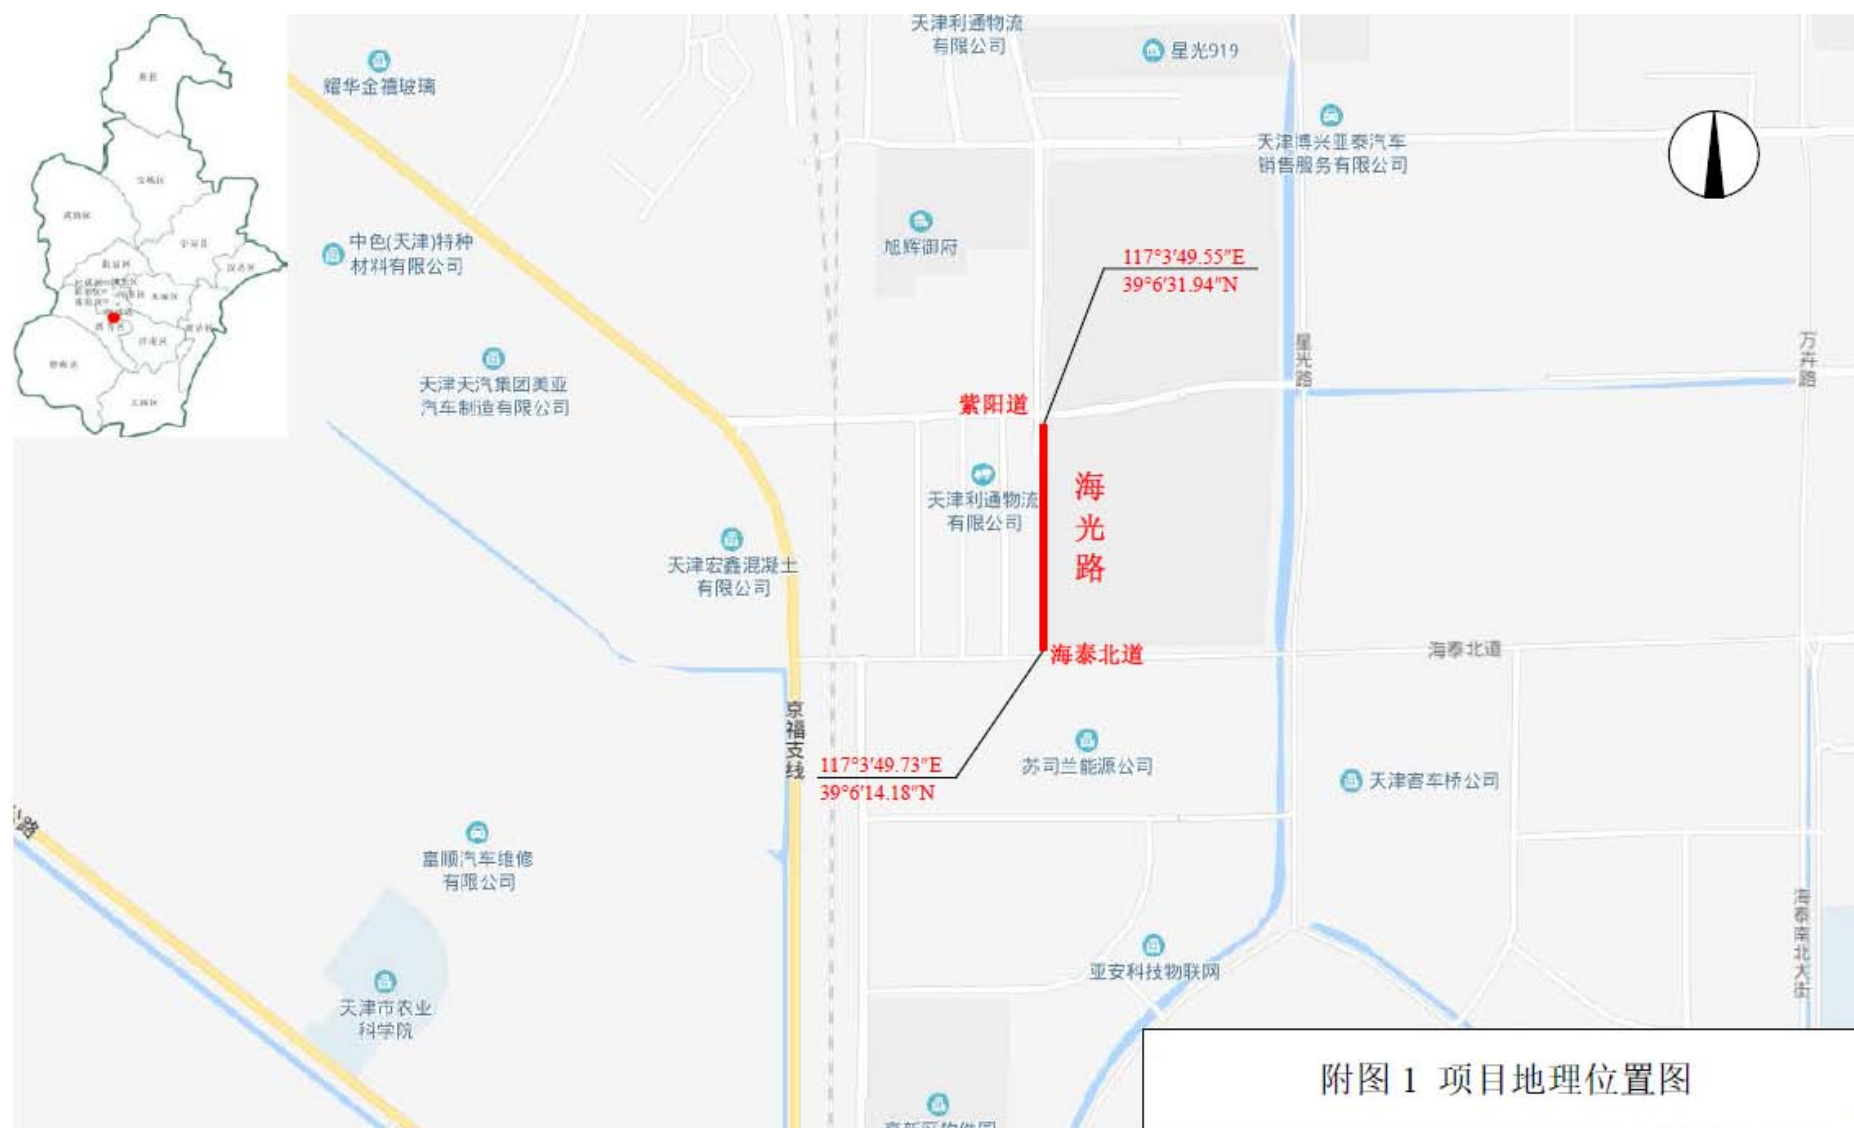 天津利通物流
有限公司
星光919
耀华金禧玻璃
天津博兴亚泰汽车
销售服务有限公司
中色(天津)特种
材料有限公司
旭辉御府
117°3′49.55″E
39°6′31.94″N
星光路
万卉路
天津天汽集团美亚
汽车制造有限公司
紫阳道
天津利通物流
有限公司
海光路
天津宏鑫混凝土
有限公司
海泰北道
海泰北道
京福支线
117°3′49.73″E
39°6′14.18″N
苏司兰能源公司
天津客车桥公司
路
富顺汽车维修
有限公司
海泰南北大街
亚安科技物联网
天津市农业
科学院
附图 1 项目地理位置图